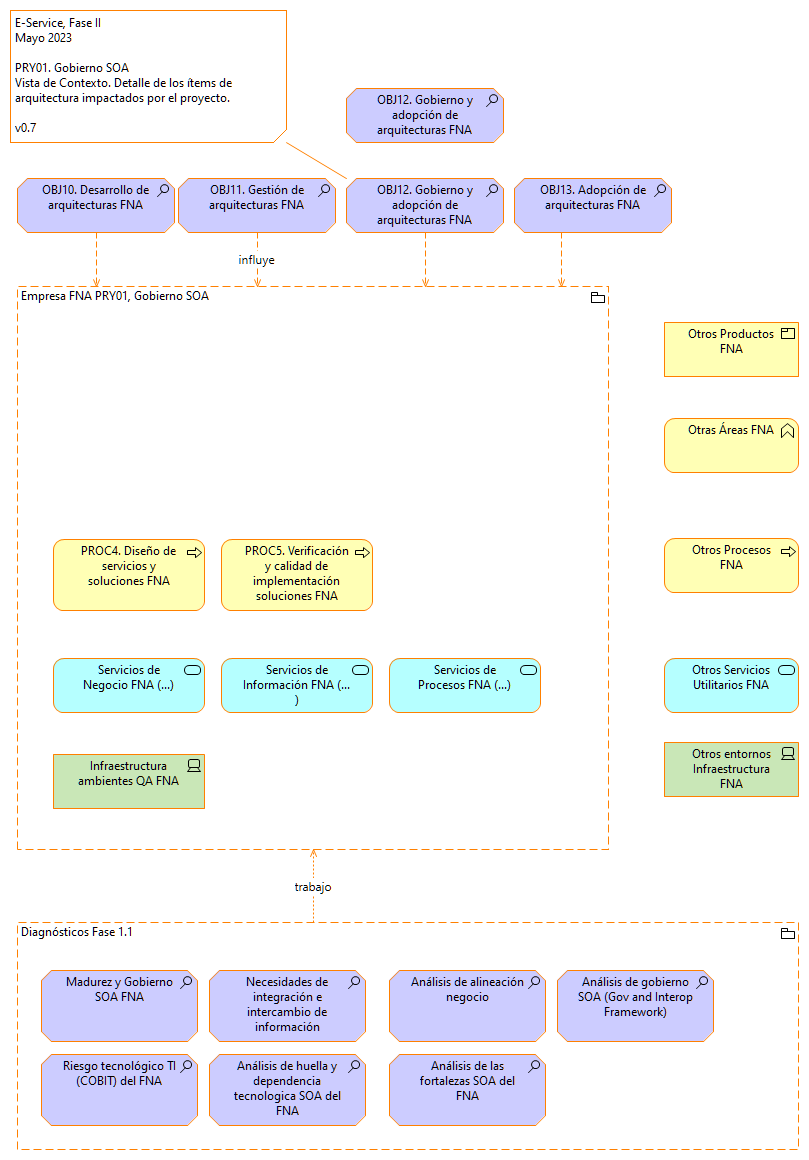 E-Service, Fase II
Mayo 2023
PRY01. Gobierno SOA
Vista de Contexto. Detalle de los ítems de
arquitectura impactados por el proyecto.
v0.7
OBJ12. Gobierno y
adopción de
arquitecturas FNA
OBJ10. Desarrollo de
arquitecturas FNA
OBJ11. Gestión de
arquitecturas FNA
OBJ12. Gobierno y
adopción de
arquitecturas FNA
OBJ13. Adopción de
arquitecturas FNA
influye
Empresa FNA PRY01, Gobierno SOA
Otros Productos
FNA
Otras Áreas FNA
PROC4. Diseño de
servicios y
soluciones FNA
PROC5. Verificación
y calidad de
implementación
soluciones FNA
Otros Procesos
FNA
Servicios de
Negocio FNA (...)
Servicios de
Información FNA (...
)
Servicios de
Procesos FNA (...)
Otros Servicios
Utilitarios FNA
Infraestructura
ambientes QA FNA
Otros entornos
Infraestructura
FNA
trabajo
Diagnósticos Fase 1.1
Madurez y Gobierno
SOA FNA
Necesidades de
integración e
intercambio de
información
Análisis de alineación
negocio
Análisis de gobierno
SOA (Gov and Interop
Framework)
Riesgo tecnológico TI
(COBIT) del FNA
Análisis de huella y
dependencia
tecnologica SOA del
FNA
Análisis de las
fortalezas SOA del
FNA